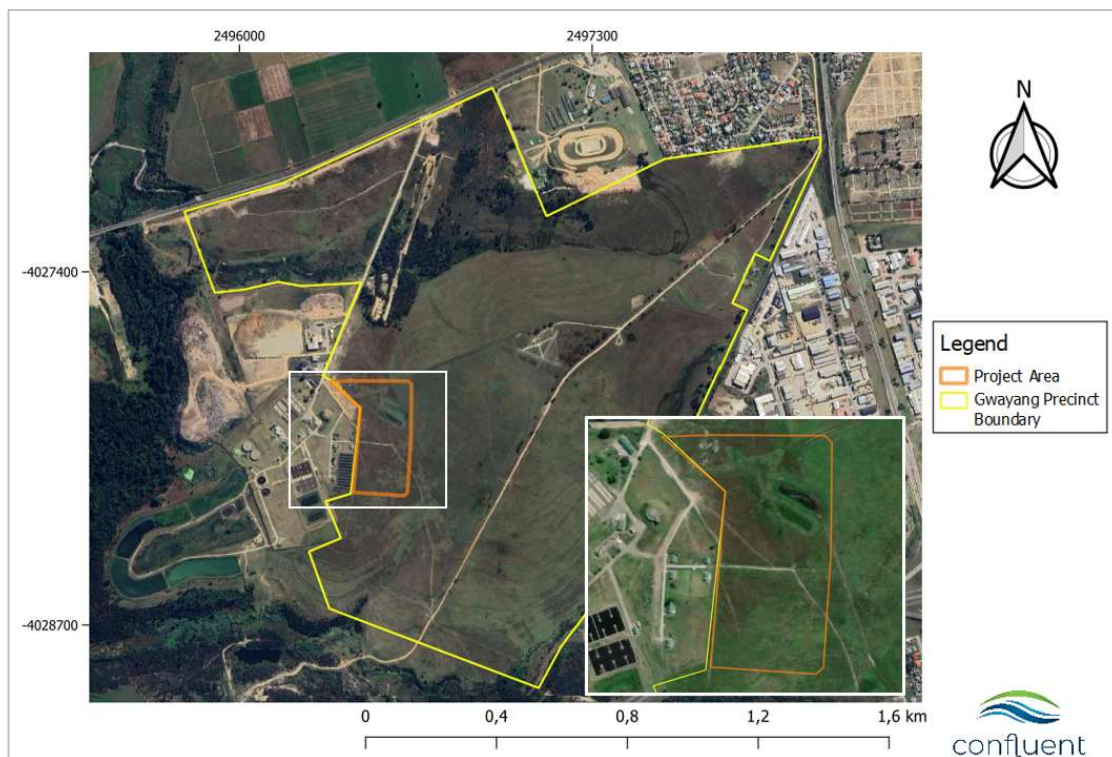 2496000
2497300
N
-4027400
Legend
Project Area
Gwayang Precinct
Boundary
-4028700
0
0,4
0,8
1,2
1,6 km
confluent